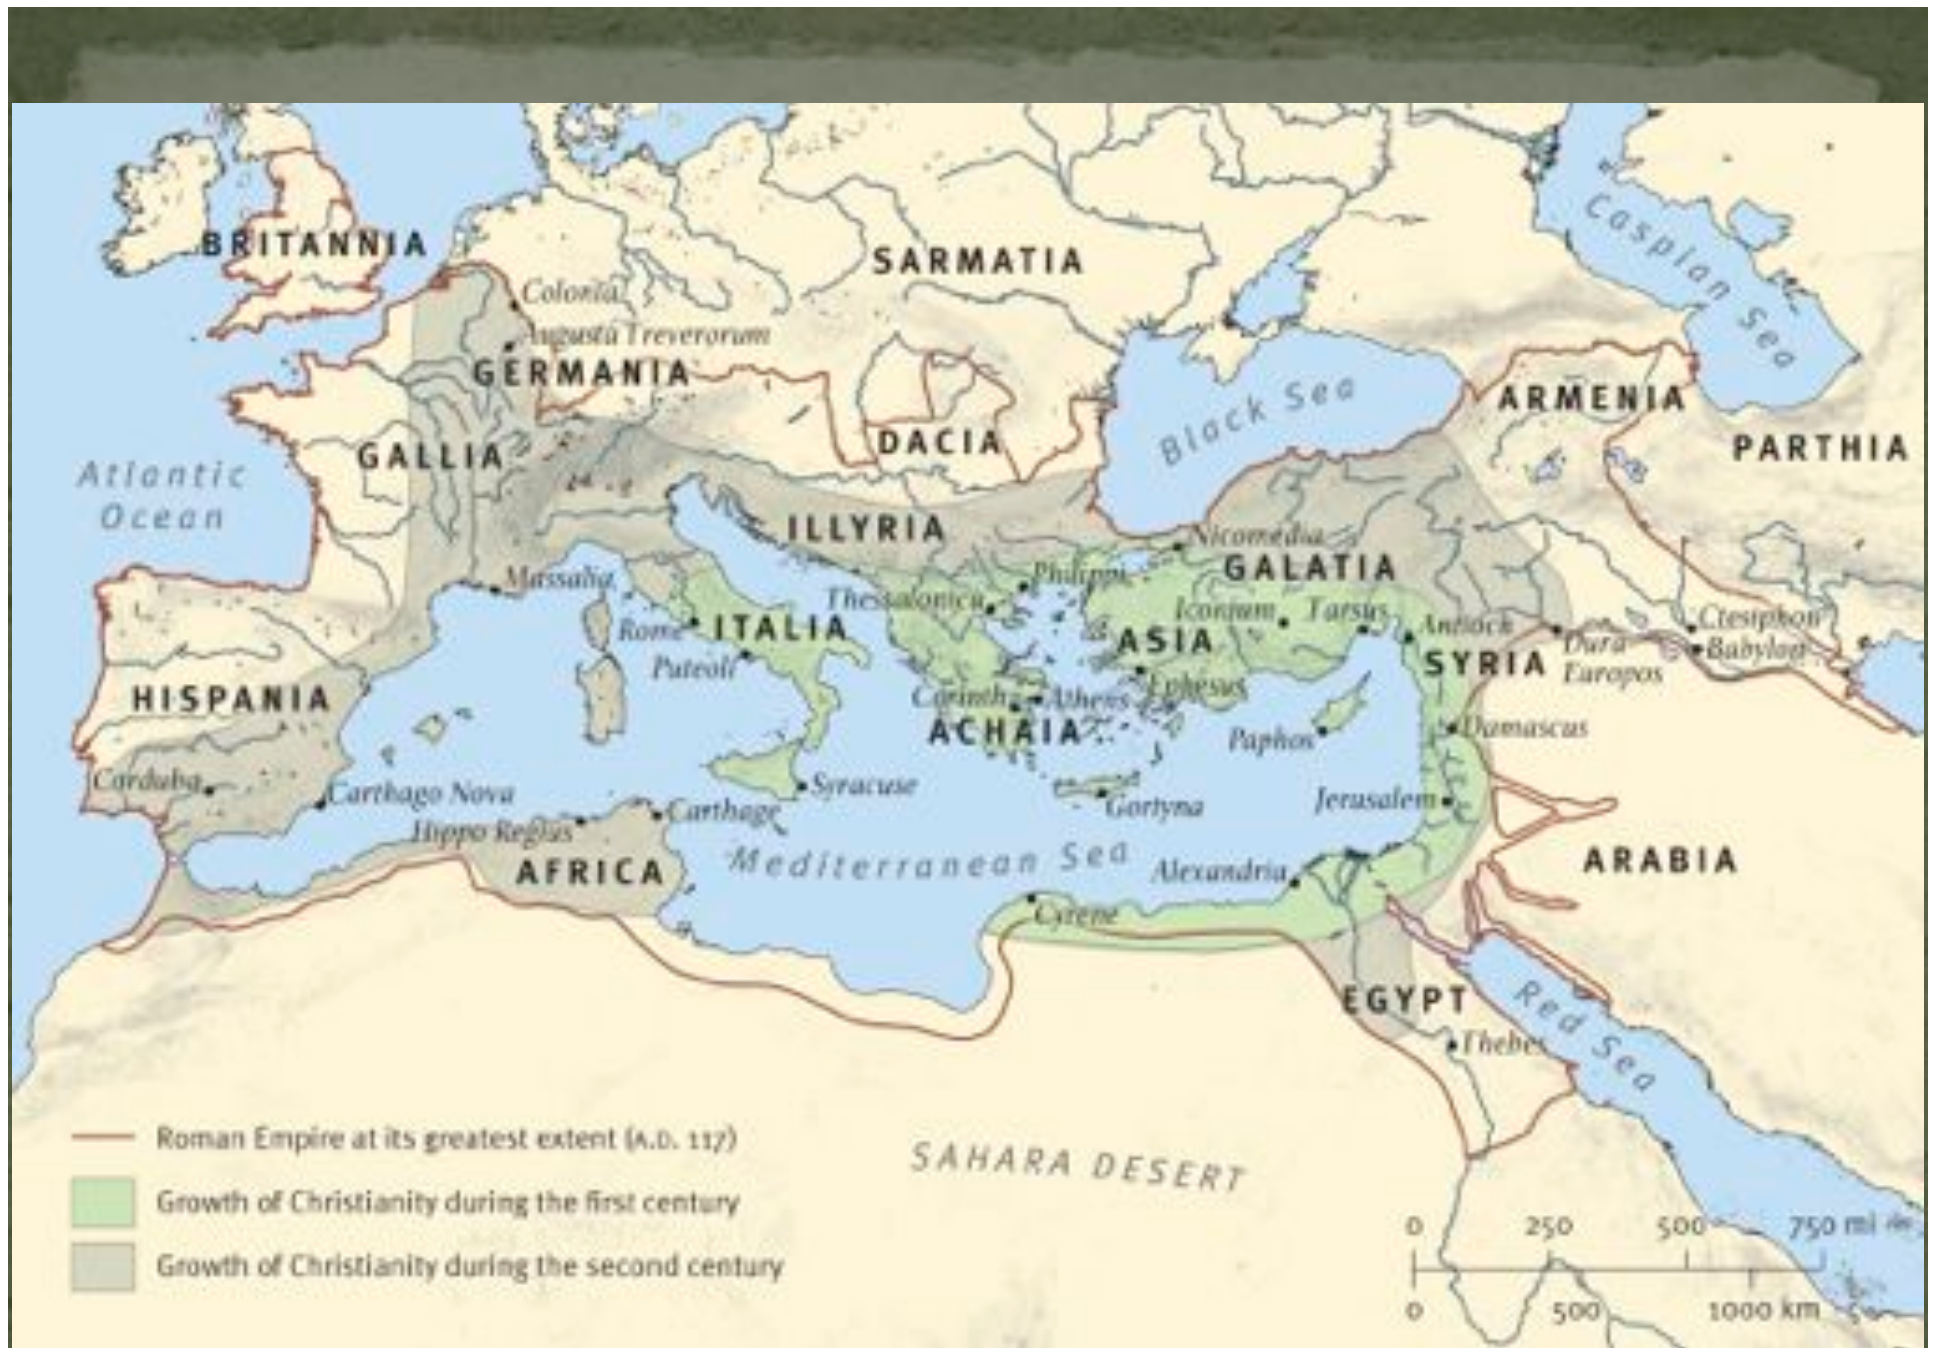 BRITANNIA
SARMATIA
Caspian Sea
Colonia
Augusta Treverorum
GERMANIA
Black Sea
ARMENIA
PARTHIA
GALLIA
DACIA
Atlantic
Ocean
ILLYRIA
Nicomedia
GALATIA
Massalia
Philippi
Thessalonica
Iconium
Tarsus
Antioch
Ctesiphon
Babylon
Rome
ITALIA
ASIA
SYRIA
Dura
Europos
Puteoli
HISPANIA
Corinth
Athens
Ephesus
ACHAIA
Paphos
Damascus
Corduba
Carthago Nova
Syracuse
Gortyna
Jerusalem
Hippo Regius
Carthage
AFRICA
Mediterranean Sea
Alexandria
ARABIA
Cyrene
EGYPT
Red Sea
Thebes
Roman Empire at its greatest extent (A.D. 117)
Growth of Christianity during the first century
Growth of Christianity during the second century
SAHARA DESERT
0 250 500 750 mi
0 500 1000 km